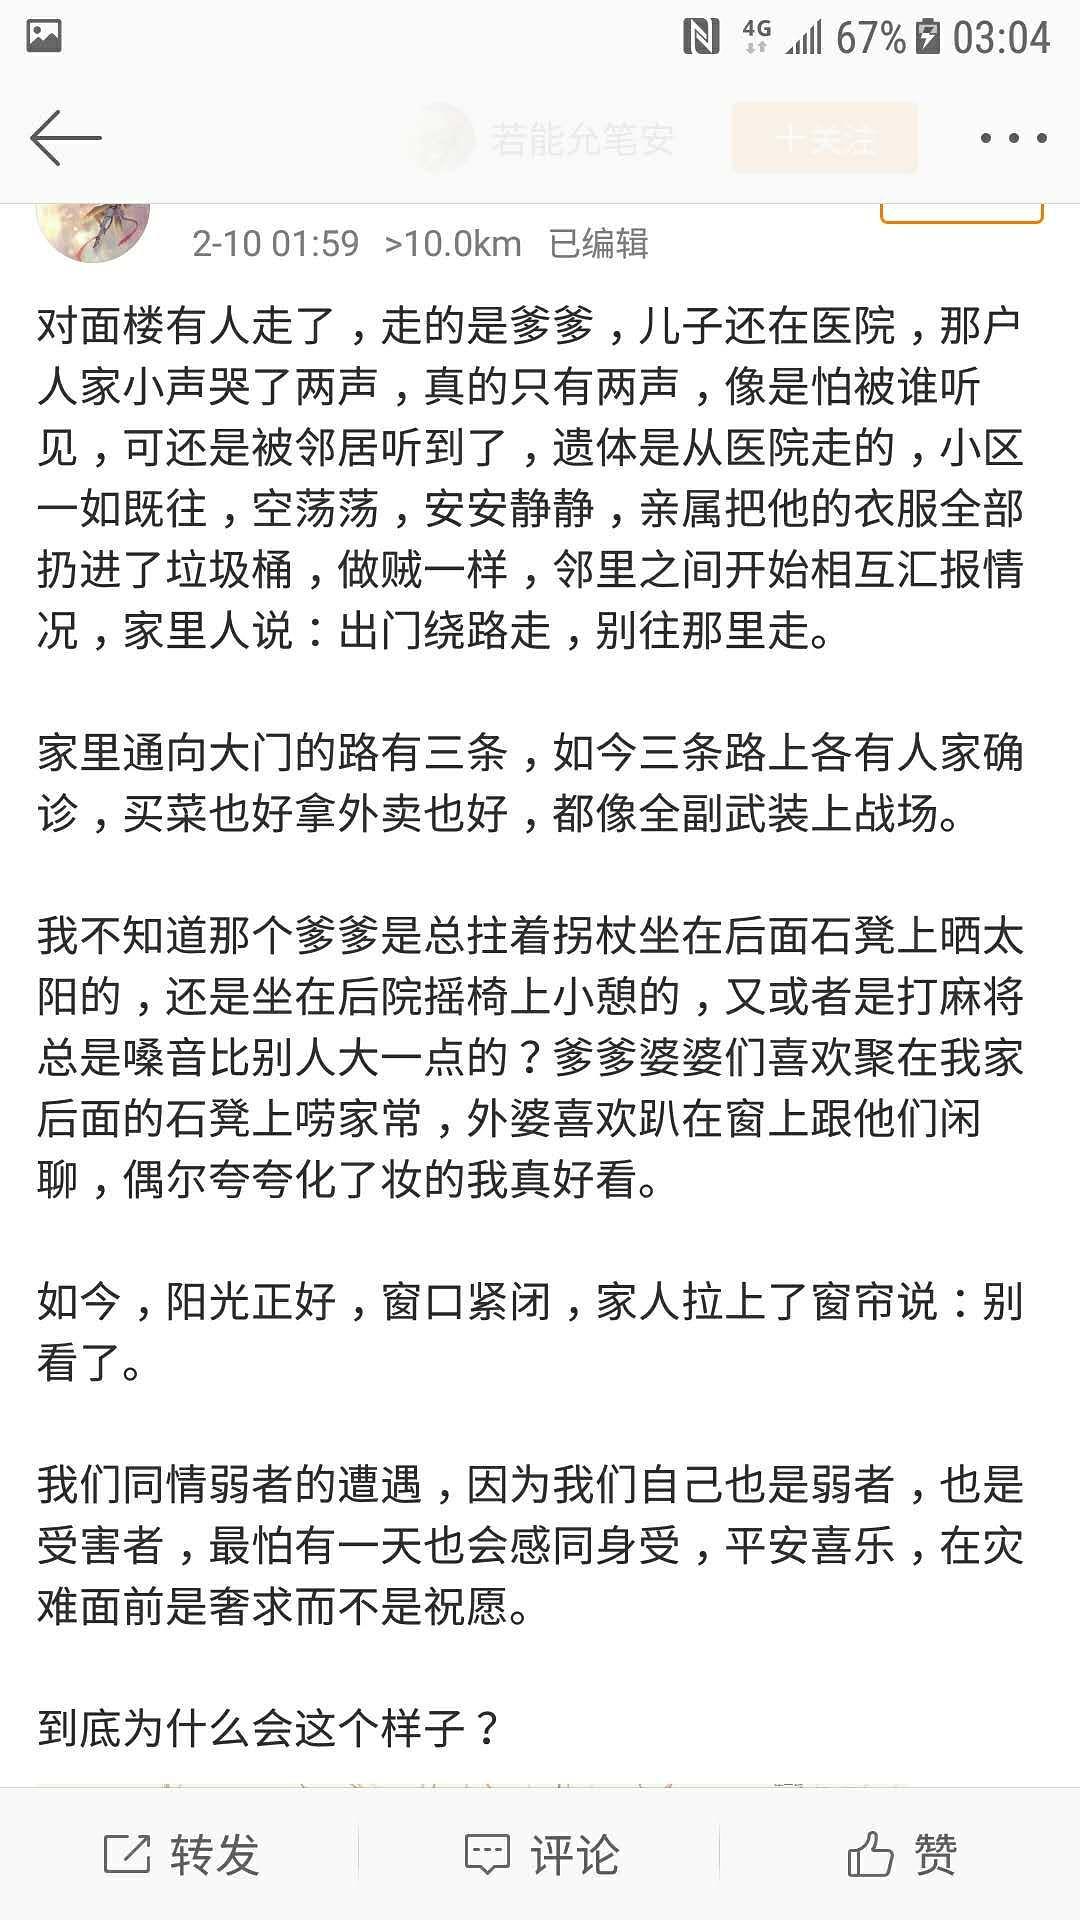 4G 67% 03:04
若能允笔安 +关注
2-10 01:59 >10.0km 已编辑
对面楼有人走了，走的是爹爹，儿子还在医院，那户
人家小声哭了两声，真的只有两声，像是怕被谁听
见，可还是被邻居听到了，遗体是从医院走的，小区
一如既往，空荡荡，安安静静，亲属把他的衣服全部
扔进了垃圾桶，做贼一样，邻里之间开始相互汇报情
况，家里人说：出门绕路走，别往那里走。
家里通向大门的路有三条，如今三条路上各有人家确
诊，买菜也好拿外卖也好，都像全副武装上战场。
我不知道那个爹爹是总拄着拐杖坐在后面石凳上晒太
阳的，还是坐在后院摇椅上小憩的，又或者是打麻将
总是嗓音比别人大一点的？爹爹婆婆们喜欢聚在我家
后面的石凳上唠家常，外婆喜欢趴在窗上跟他们闲
聊，偶尔夸夸化了妆的我真好看。
如今，阳光正好，窗口紧闭，家人拉上了窗帘说：别
看了。
我们同情弱者的遭遇，因为我们自己也是弱者，也是
受害者，最怕有一天也会感同身受，平安喜乐，在灾
难面前是奢求而不是祝愿。
到底为什么会这个样子？
转发 评论 赞